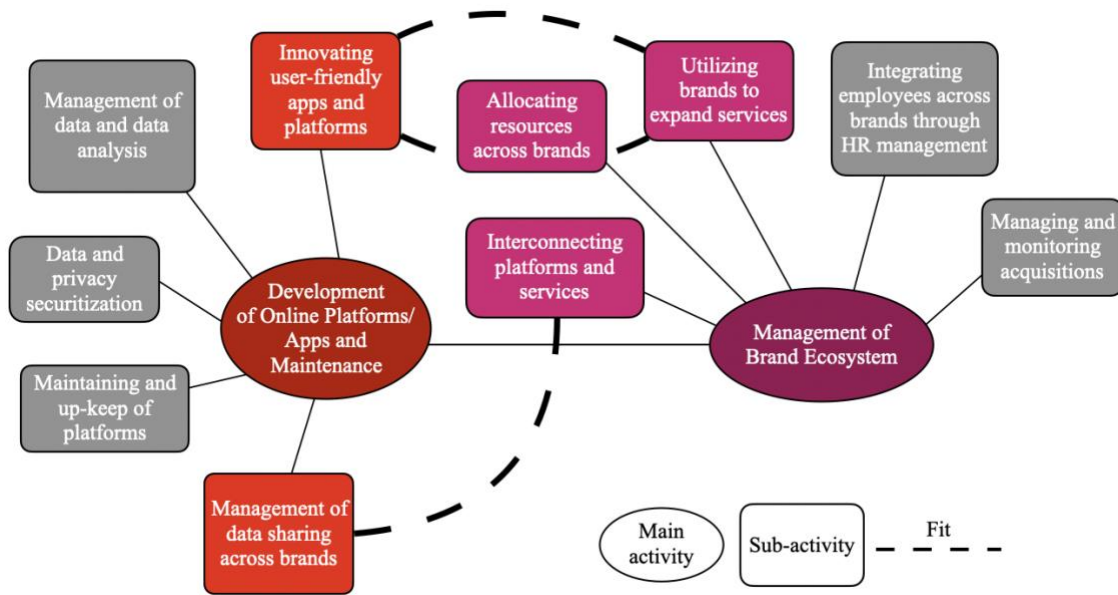 Innovating
user-friendly
apps and
platforms
Utilizing
brands to
expand services
Integrating
employees across
brands through
HR management
Management of
data and data
analysis
Allocating
resources
across brands
Managing and
monitoring
acquisitions
Data and
privacy
securitization
Interconnecting
platforms and
services
Development
of Online Platforms/
Apps and
Maintenance
Management of
Brand Ecosystem
Maintaining and
up-keep of
platforms
Management of
data sharing
across brands
Main
activity
Sub-activity
Fit